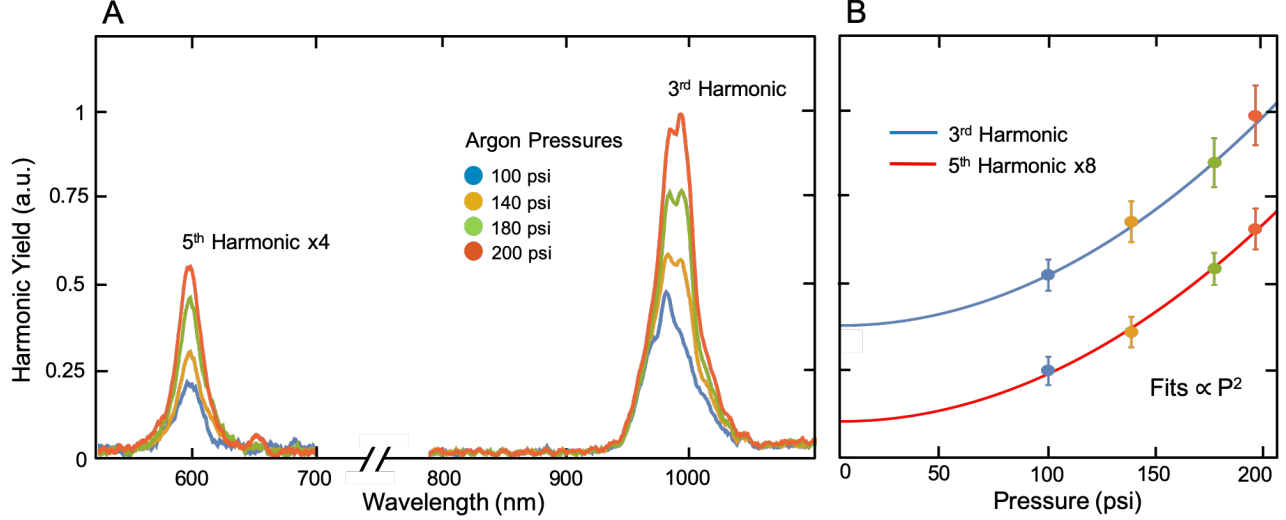 A
B
1
0.75
0.5
0.25
0
Harmonic Yield (a.u.)
5th Harmonic x4
3rd Harmonic
Argon Pressures
100 psi
140 psi
180 psi
200 psi
600
700
800
900
1000
Wavelength (nm)
3rd Harmonic
5th Harmonic x8
Fits ∝ P²
0
50
100
150
200
Pressure (psi)